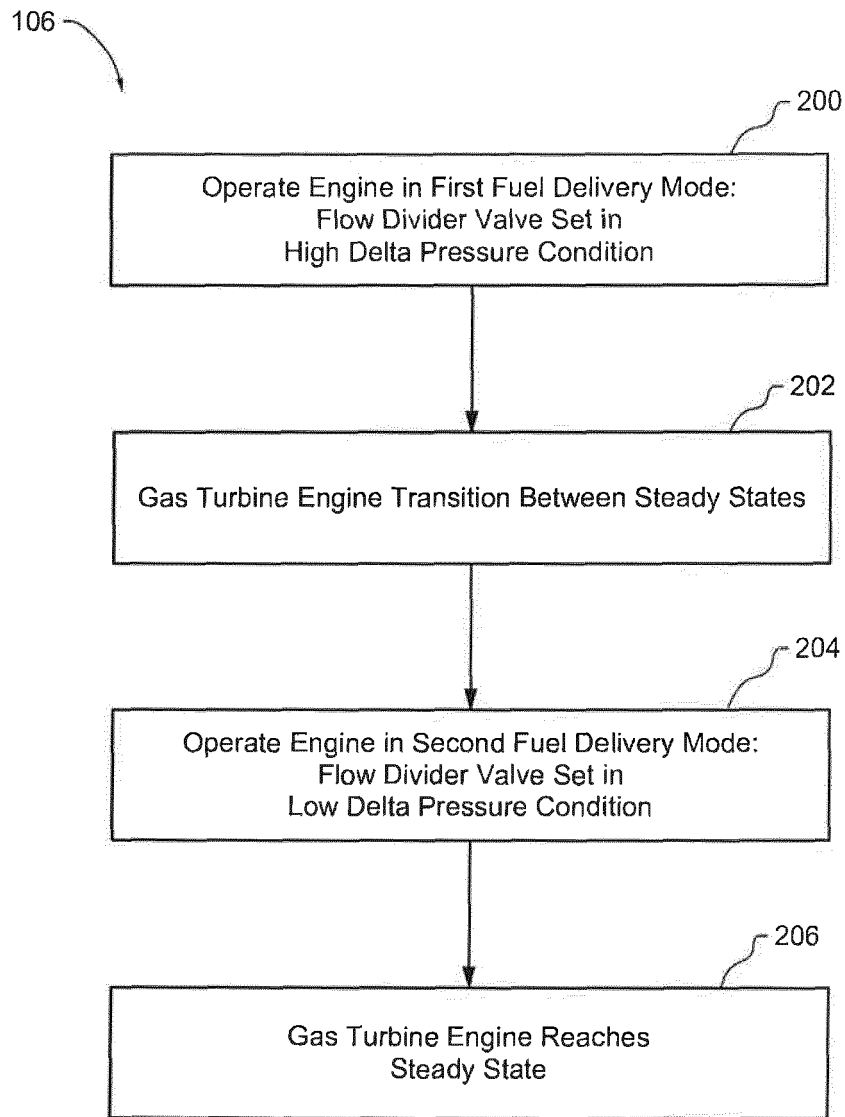 106
200
Operate Engine in First Fuel Delivery Mode:
Flow Divider Valve Set in
High Delta Pressure Condition
202
Gas Turbine Engine Transition Between Steady States
204
Operate Engine in Second Fuel Delivery Mode:
Flow Divider Valve Set in
Low Delta Pressure Condition
206
Gas Turbine Engine Reaches
Steady State